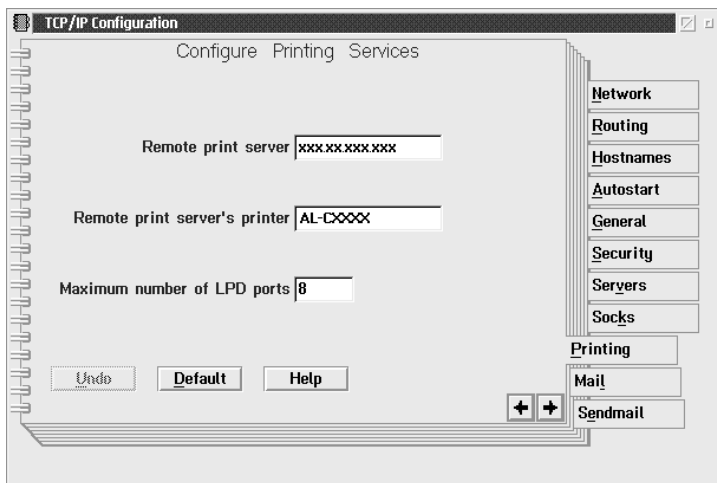 TCP/IP Configuration
Configure Printing Services
Remote print server xxx.xx.xxx.xxx
Remote print server's printer AL-CXXXX
Maximum number of LPD ports 8
Undo Default Help
Network
Routing
Hostnames
Autostart
General
Security
Servers
Socks
Printing
Mail
Sendmail